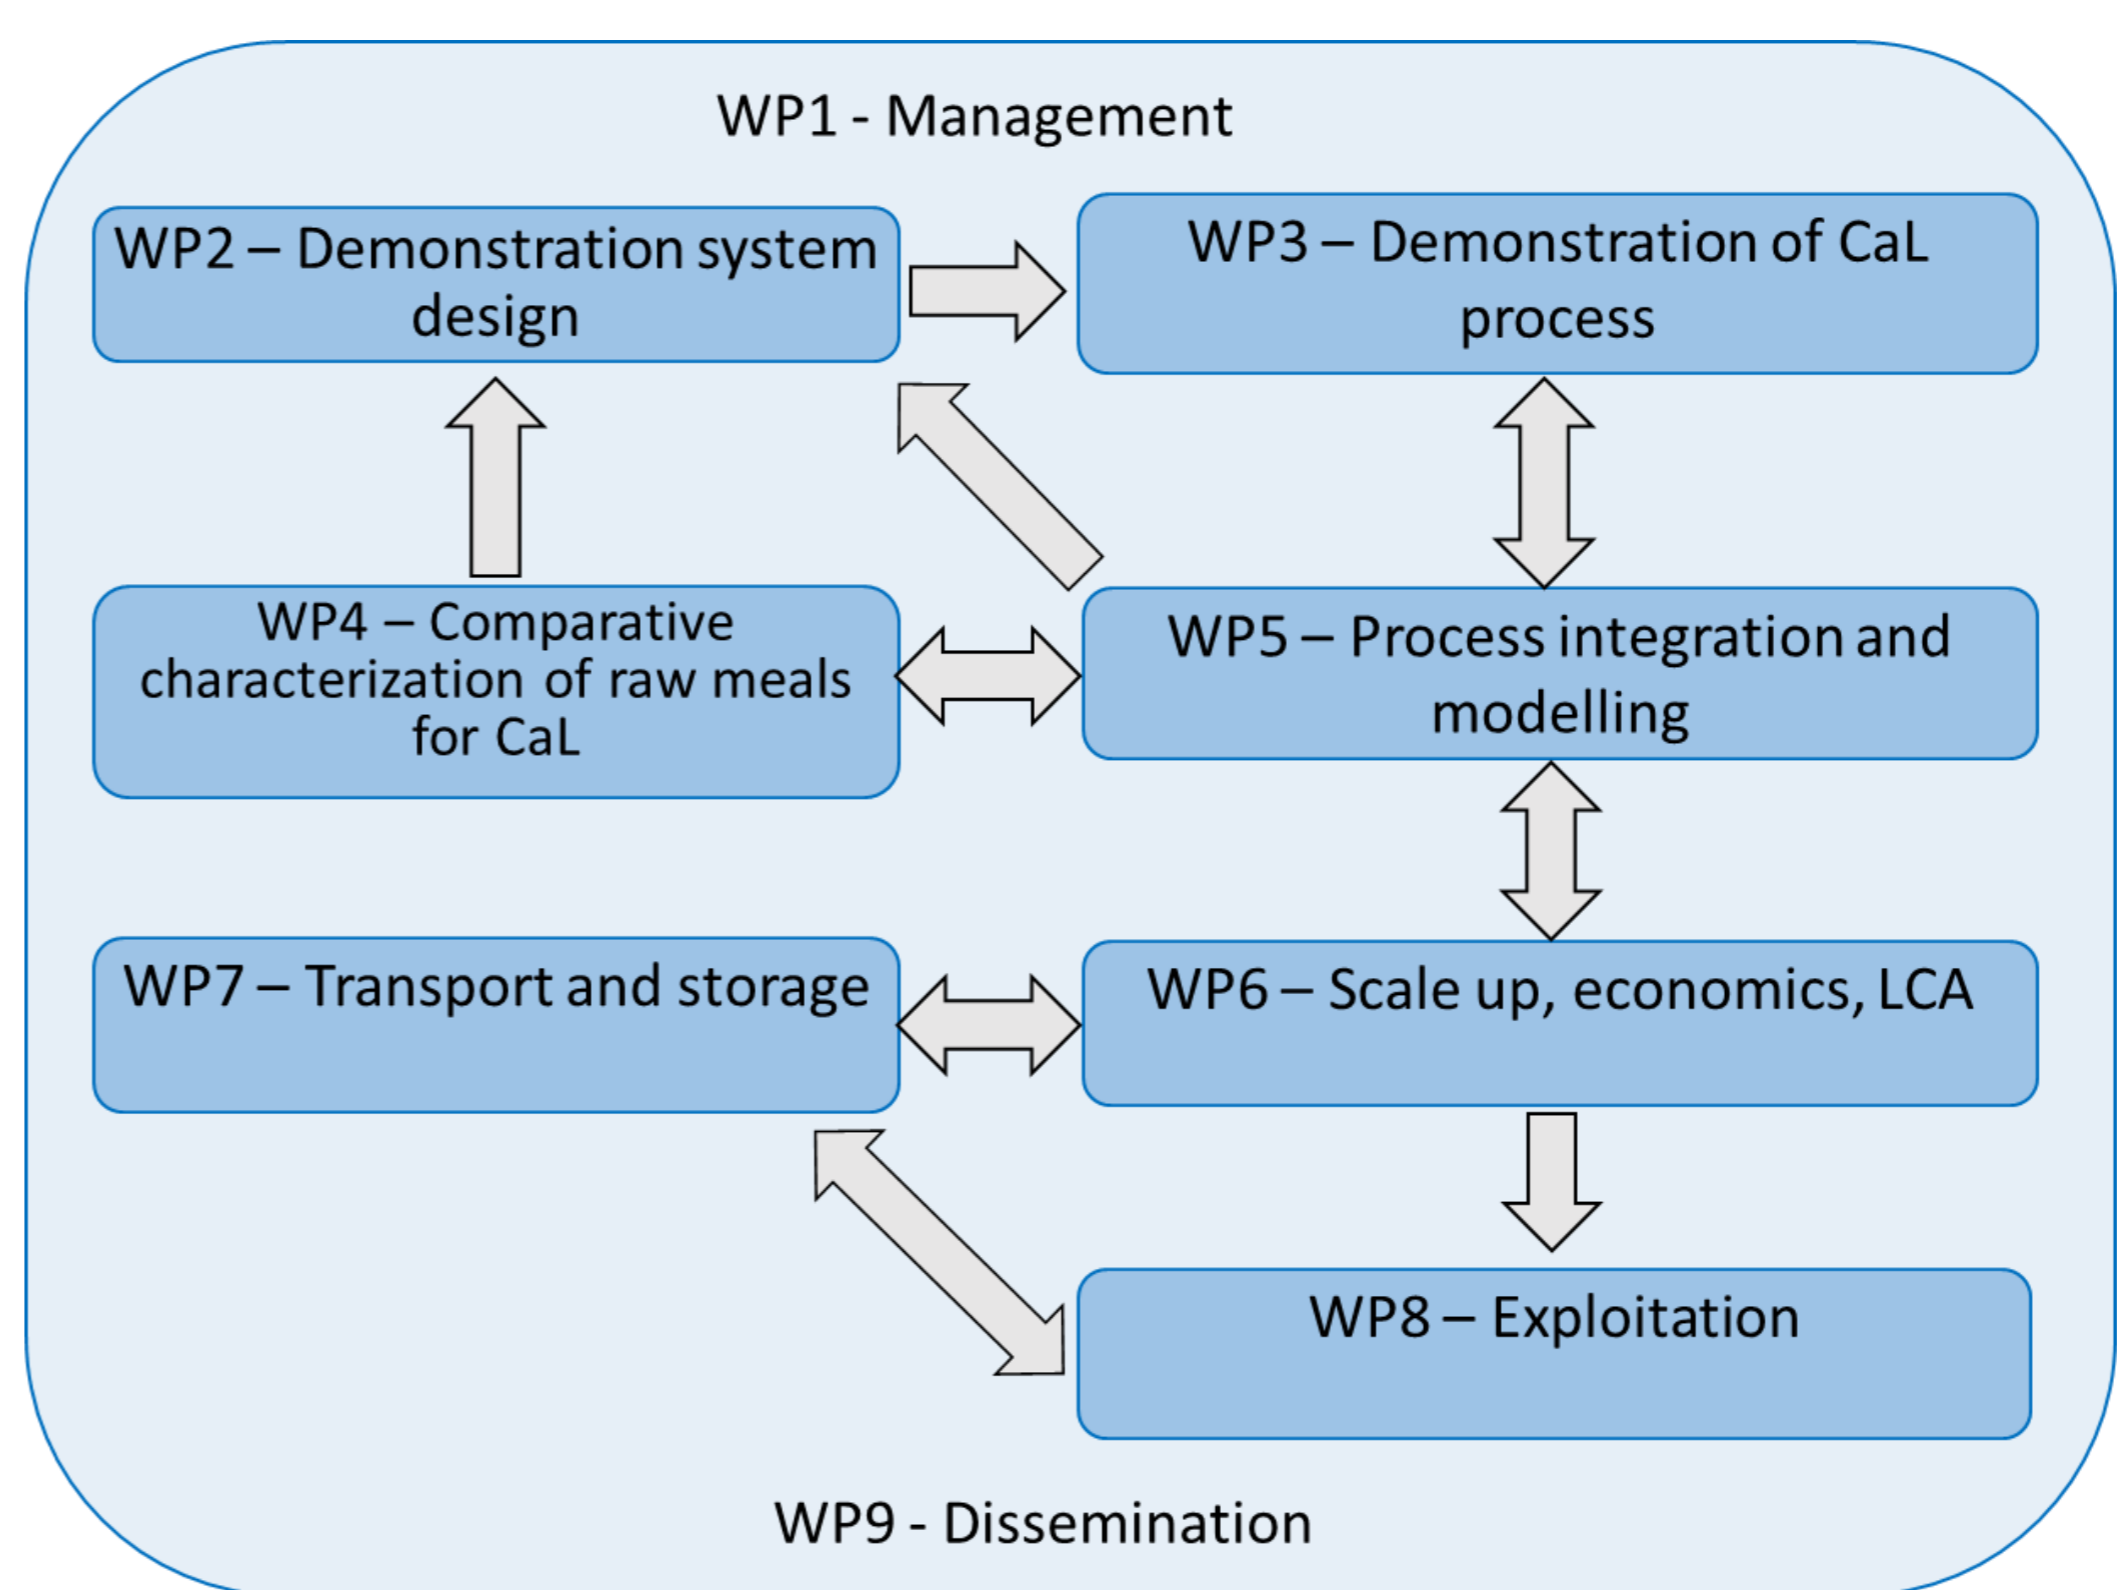 WP1 - Management
WP2 – Demonstration system
design
WP3 – Demonstration of CaL
process
WP4 – Comparative
characterization of raw meals
for CaL
WP5 – Process integration and
modelling
WP7 – Transport and storage
WP6 – Scale up, economics, LCA
WP8 – Exploitation
WP9 - Dissemination